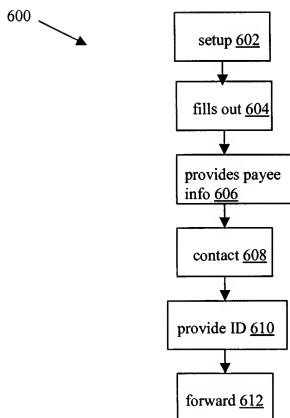 600
setup 602
fills out 604
provides payee
info 606
contact 608
provide ID 610
forward 612